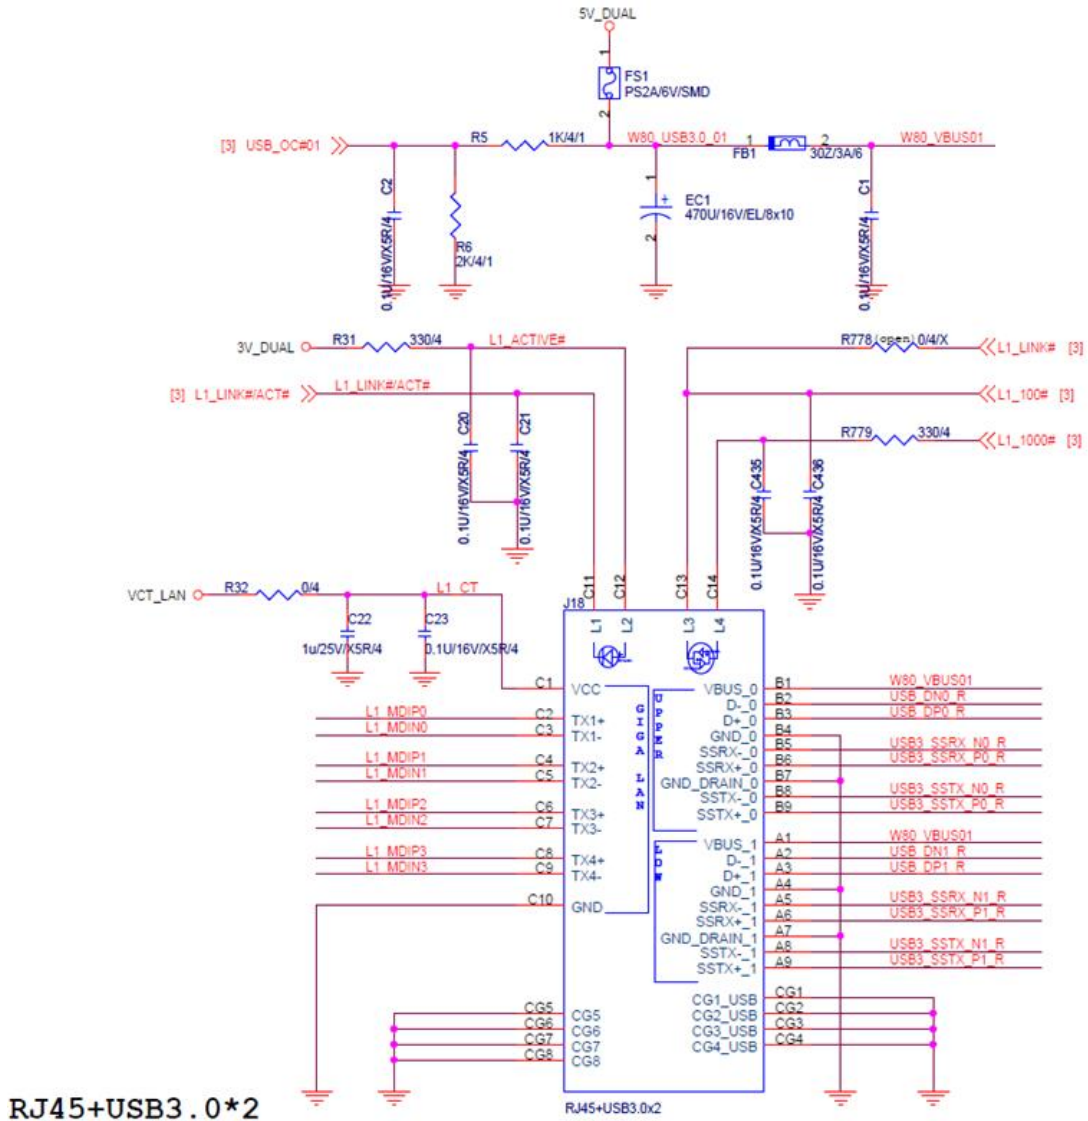 5V_DUAL
1
FS1
PS2A/6V/SMD
2
[3] USB_OC#01
R5
1K/4/1
W80_USB3.0_01
1
FB1
2
30Z/3A/6
W80_VBUS01
C2
0.1U/16V/X5R/4
R6
2K/4/1
1
+
EC1
470U/16V/EL/8x10
2
C1
0.1U/16V/X5R/4
3V_DUAL
R31
330/4
L1_ACTIVE#
R778
(open)
0/4/X
L1_LINK# [3]
[3] L1_LINK#/ACT#
L1_LINK#/ACT#
L1_100# [3]
C20
0.1U/16V/X5R/4
C21
0.1U/16V/X5R/4
R779
330/4
L1_1000# [3]
C435
0.1U/16V/X5R/4
C436
0.1U/16V/X5R/4
VCT_LAN
R32
0/4
L1_CT
C22
1u/25V/X5R/4
C23
0.1U/16V/X5R/4
C11
C12
C13
C14
J18
L1
L2
L3
L4
GIGA LAN
UPPER
LOW
C1 VCC
L1_MDIP0 C2 TX1+
L1_MDIN0 C3 TX1-
L1_MDIP1 C4 TX2+
L1_MDIN1 C5 TX2-
L1_MDIP2 C6 TX3+
L1_MDIN2 C7 TX3-
L1_MDIP3 C8 TX4+
L1_MDIN3 C9 TX4-
C10 GND
CG5 CG5
CG6 CG6
CG7 CG7
CG8 CG8
VBUS_0 B1 W80_VBUS01
D-_0 B2 USB_DN0_R
D+_0 B3 USB_DP0_R
GND_0 B4
SSRX-_0 B5 USB3_SSRX_N0_R
SSRX+_0 B6 USB3_SSRX_P0_R
GND_DRAIN_0 B7
SSTX-_0 B8 USB3_SSTX_N0_R
SSTX+_0 B9 USB3_SSTX_P0_R
VBUS_1 A1 W80_VBUS01
D-_1 A2 USB_DN1_R
D+_1 A3 USB_DP1_R
GND_1 A4
SSRX-_1 A5 USB3_SSRX_N1_R
SSRX+_1 A6 USB3_SSRX_P1_R
GND_DRAIN_1 A7
SSTX-_1 A8 USB3_SSTX_N1_R
SSTX+_1 A9 USB3_SSTX_P1_R
CG1_USB CG1
CG2_USB CG2
CG3_USB CG3
CG4_USB CG4
RJ45+USB3.0x2
RJ45+USB3.0*2